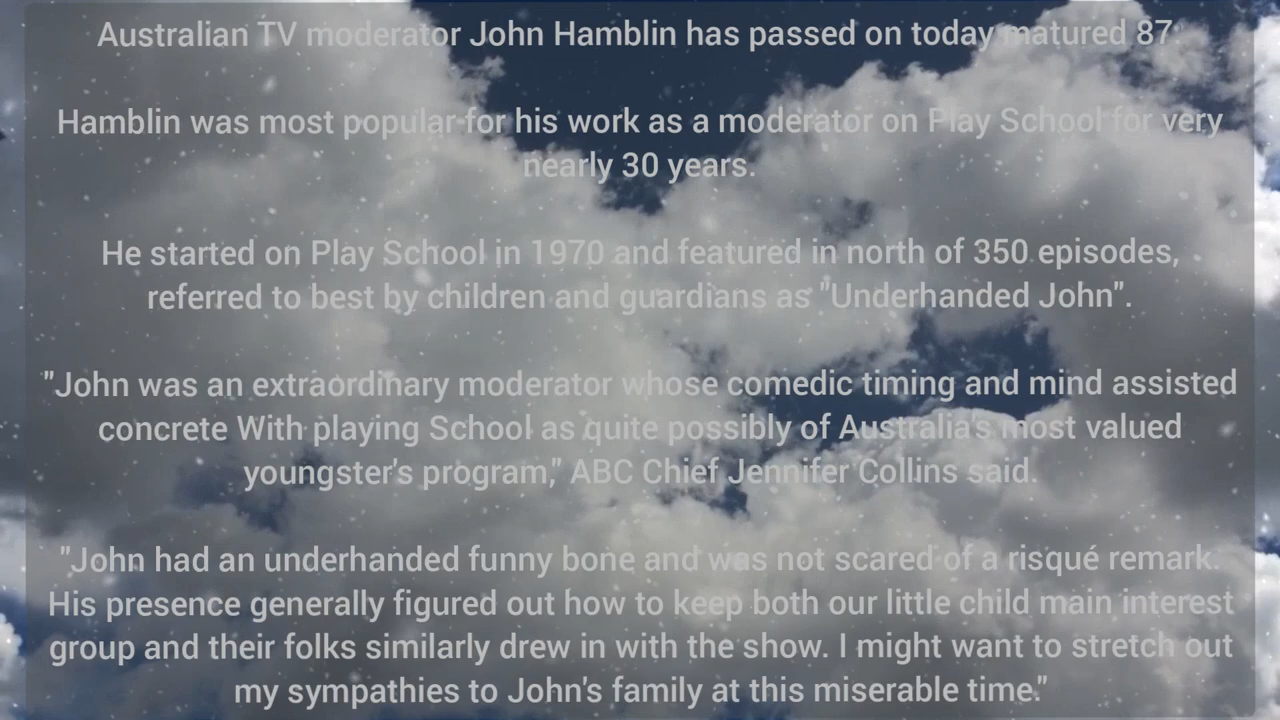 Australian TV moderator John Hamblin has passed on today matured 87.
Hamblin was most popular for his work as a moderator on Play School for very
nearly 30 years.
He started on Play School in 1970 and featured in north of 350 episodes,
referred to best by children and guardians as "Underhanded John".
"John was an extraordinary moderator whose comedic timing and mind assisted
concrete With playing School as quite possibly of Australia's most valued
youngster's program," ABC Chief Jennifer Collins said.
"John had an underhanded funny bone and was not scared of a risqué remark.
His presence generally figured out how to keep both our little child main interest
group and their folks similarly drew in with the show. I might want to stretch out
my sympathies to John's family at this miserable time."